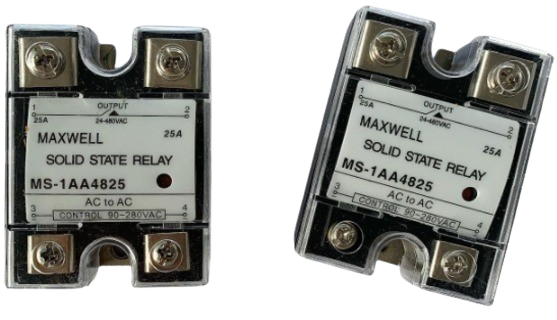 1 OUTPUT 2
25A 24-480VAC
MAXWELL 25A
SOLID STATE RELAY
MS-1AA4825
AC to AC
3 CONTROL 90-280VAC 4
1 OUTPUT 2
25A 24-480VAC
MAXWELL 25A
SOLID STATE RELAY
MS-1AA4825
AC to AC
3 CONTROL 90-280VAC 4